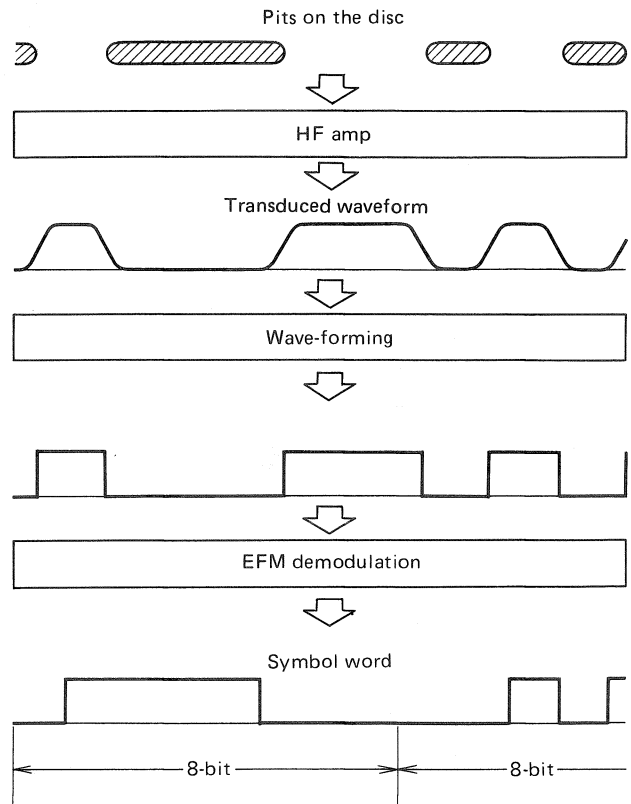 Pits on the disc
HF amp
Transduced waveform
Wave-forming
EFM demodulation
Symbol word
8-bit 8-bit